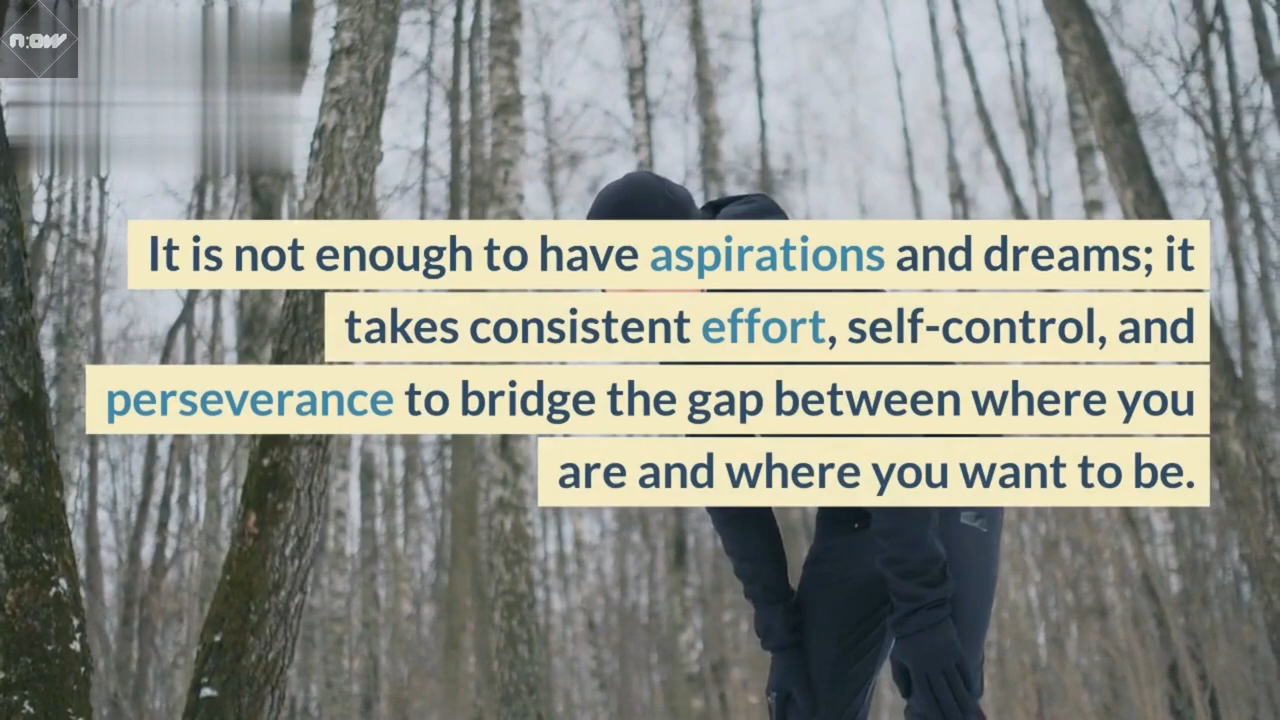 n:ow
It is not enough to have aspirations and dreams; it
takes consistent effort, self-control, and
perseverance to bridge the gap between where you
are and where you want to be.